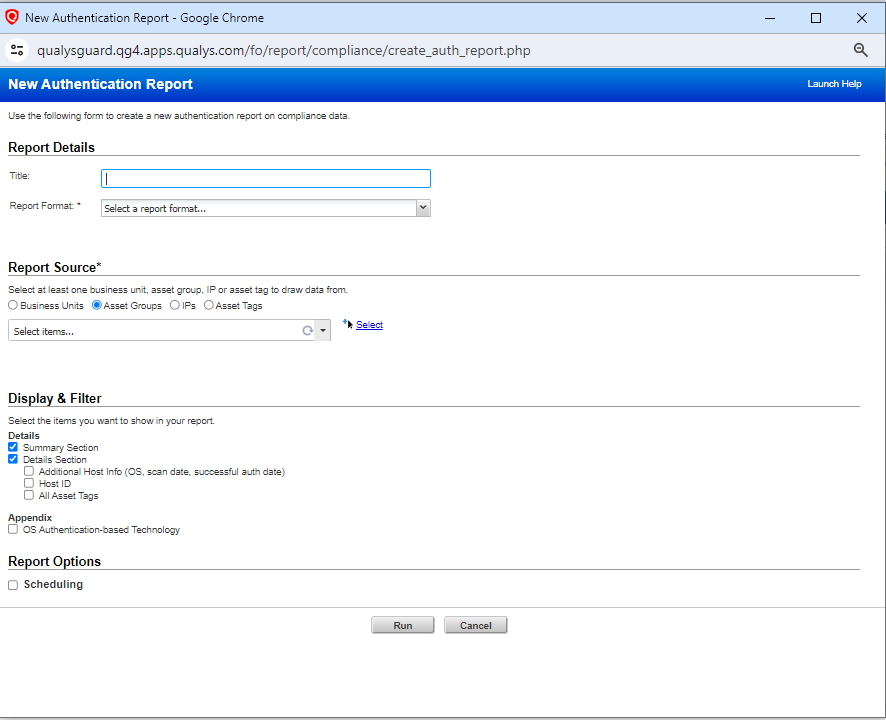 New Authentication Report - Google Chrome
qualysguard.qg4.apps.qualys.com/fo/report/compliance/create_auth_report.php
New Authentication Report Launch Help
Use the following form to create a new authentication report on compliance data.
Report Details
Title:
Report Format: * Select a report format...
Report Source*
Select at least one business unit, asset group, IP or asset tag to draw data from.
Business Units Asset Groups IPs Asset Tags
Select items... Select
Display & Filter
Select the items you want to show in your report.
Details
Summary Section
Details Section
Additional Host Info (OS, scan date, successful auth date)
Host ID
All Asset Tags
Appendix
OS Authentication-based Technology
Report Options
Scheduling
Run Cancel